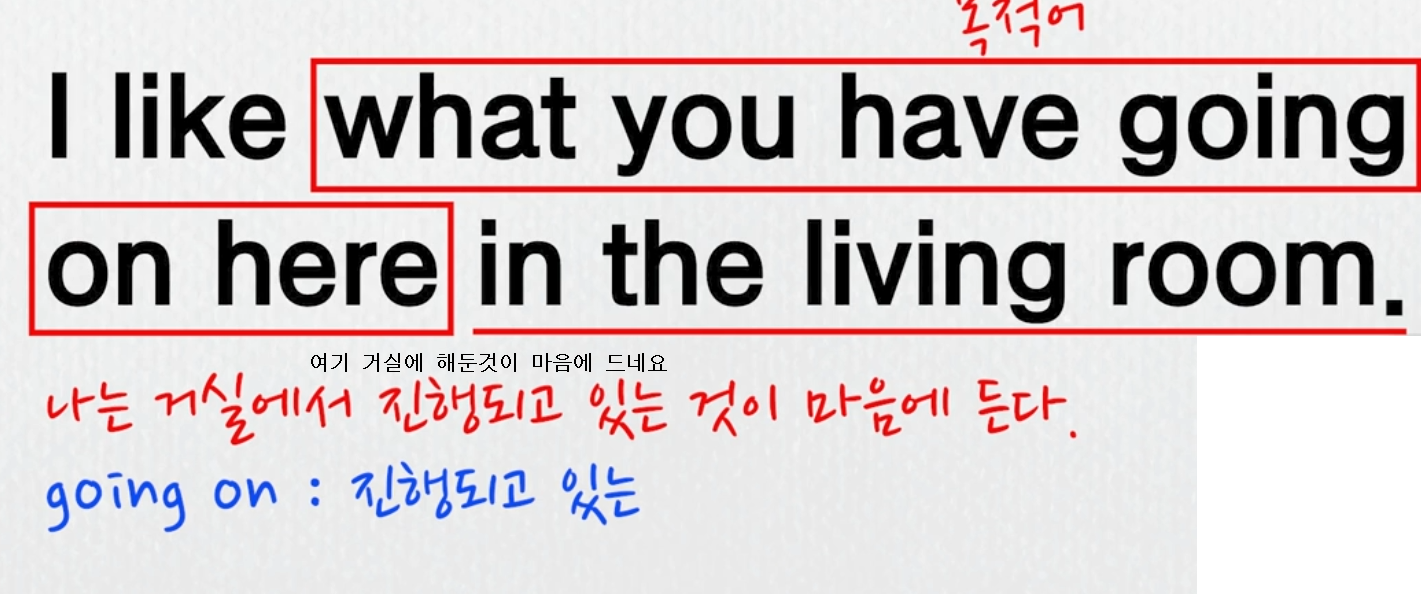 목적어
I like what you have going
on here in the living room.
여기 거실에 해둔것이 마음에 드네요
나는 거실에서 진행되고 있는 것이 마음에 든다.
going on : 진행되고 있는